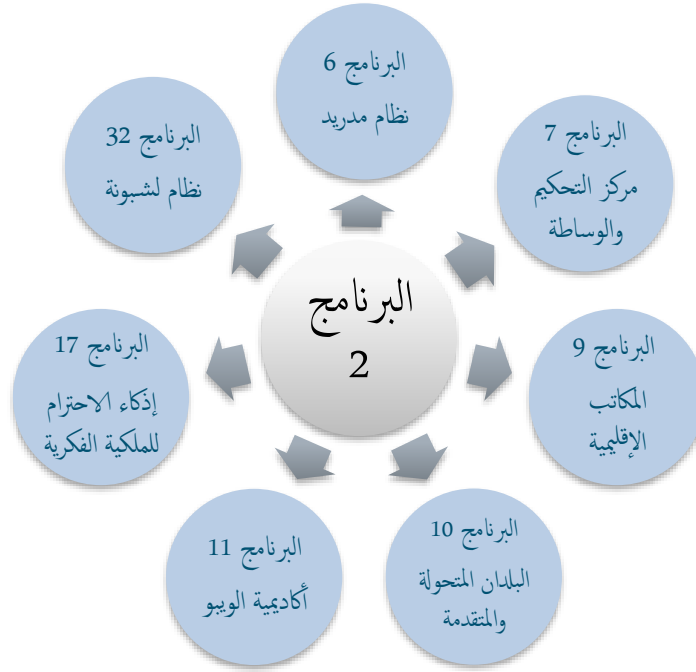 البرنامج 6
نظام مدريد
البرنامج 7
مركز التحكيم
والوساطة
البرنامج 32
نظام لشبونة
البرنامج
2
البرنامج 9
المكاتب
الإقليمية
البرنامج 17
إذكاء الاحترام
للملكية الفكرية
البرنامج 10
البلدان المتحولة
والمتقدمة
البرنامج 11
أكاديمية الويبو